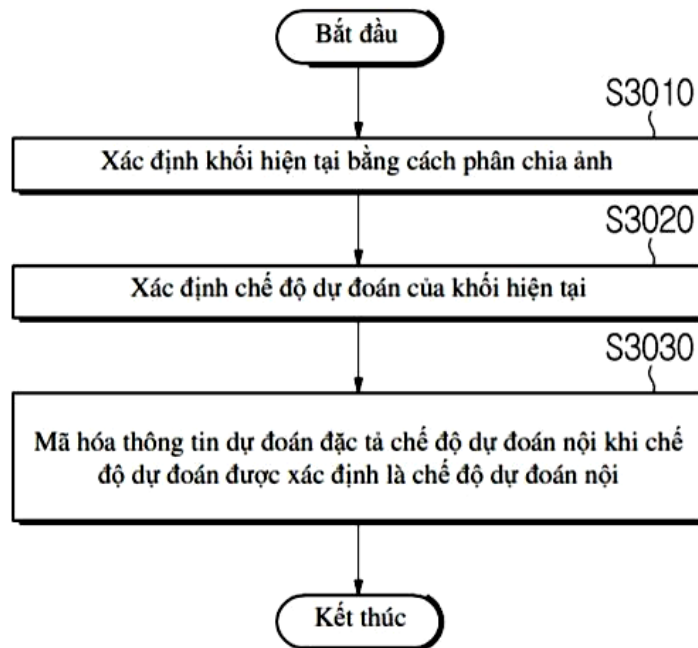 Bắt đầu
S3010
Xác định khối hiện tại bằng cách phân chia ảnh
S3020
Xác định chế độ dự đoán của khối hiện tại
S3030
Mã hóa thông tin dự đoán đặc tả chế độ dự đoán nội khi chế
độ dự đoán được xác định là chế độ dự đoán nội
Kết thúc